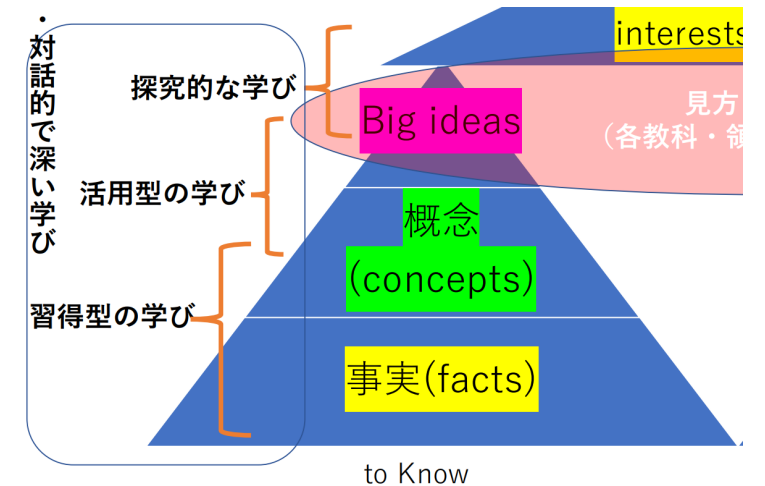 ・対話的で深い学び
探究的な学び
活用型の学び
習得型の学び
interests
Big ideas
見方
（各教科・領
概念
(concepts)
事実(facts)
to Know